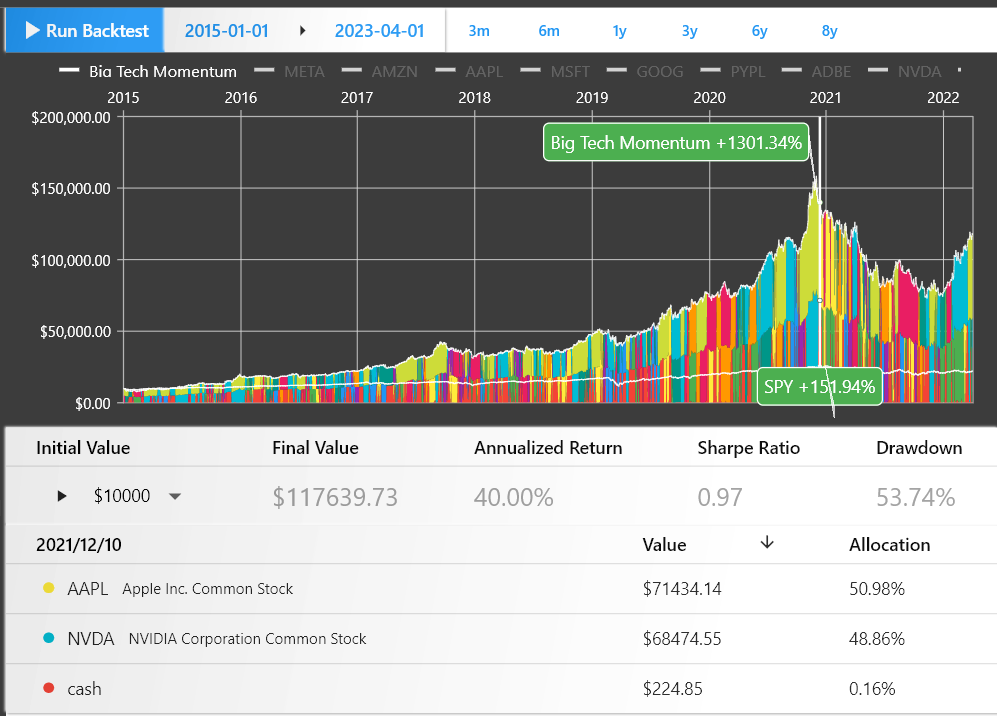 Run Backtest 2015-01-01 2023-04-01 3m 6m 1y 3y 6y 8y
Big Tech Momentum META AMZN AAPL MSFT GOOG PYPL ADBE NVDA
2015 2016 2017 2018 2019 2020 2021 2022
$200,000.00
Big Tech Momentum +1301.34%
$150,000.00
$100,000.00
$50,000.00
SPY +151.94%
$0.00
Initial Value Final Value Annualized Return Sharpe Ratio Drawdown
$10000 $117639.73 40.00% 0.97 53.74%
2021/12/10 Value Allocation
AAPL Apple Inc. Common Stock $71434.14 50.98%
NVDA NVIDIA Corporation Common Stock $68474.55 48.86%
cash $224.85 0.16%